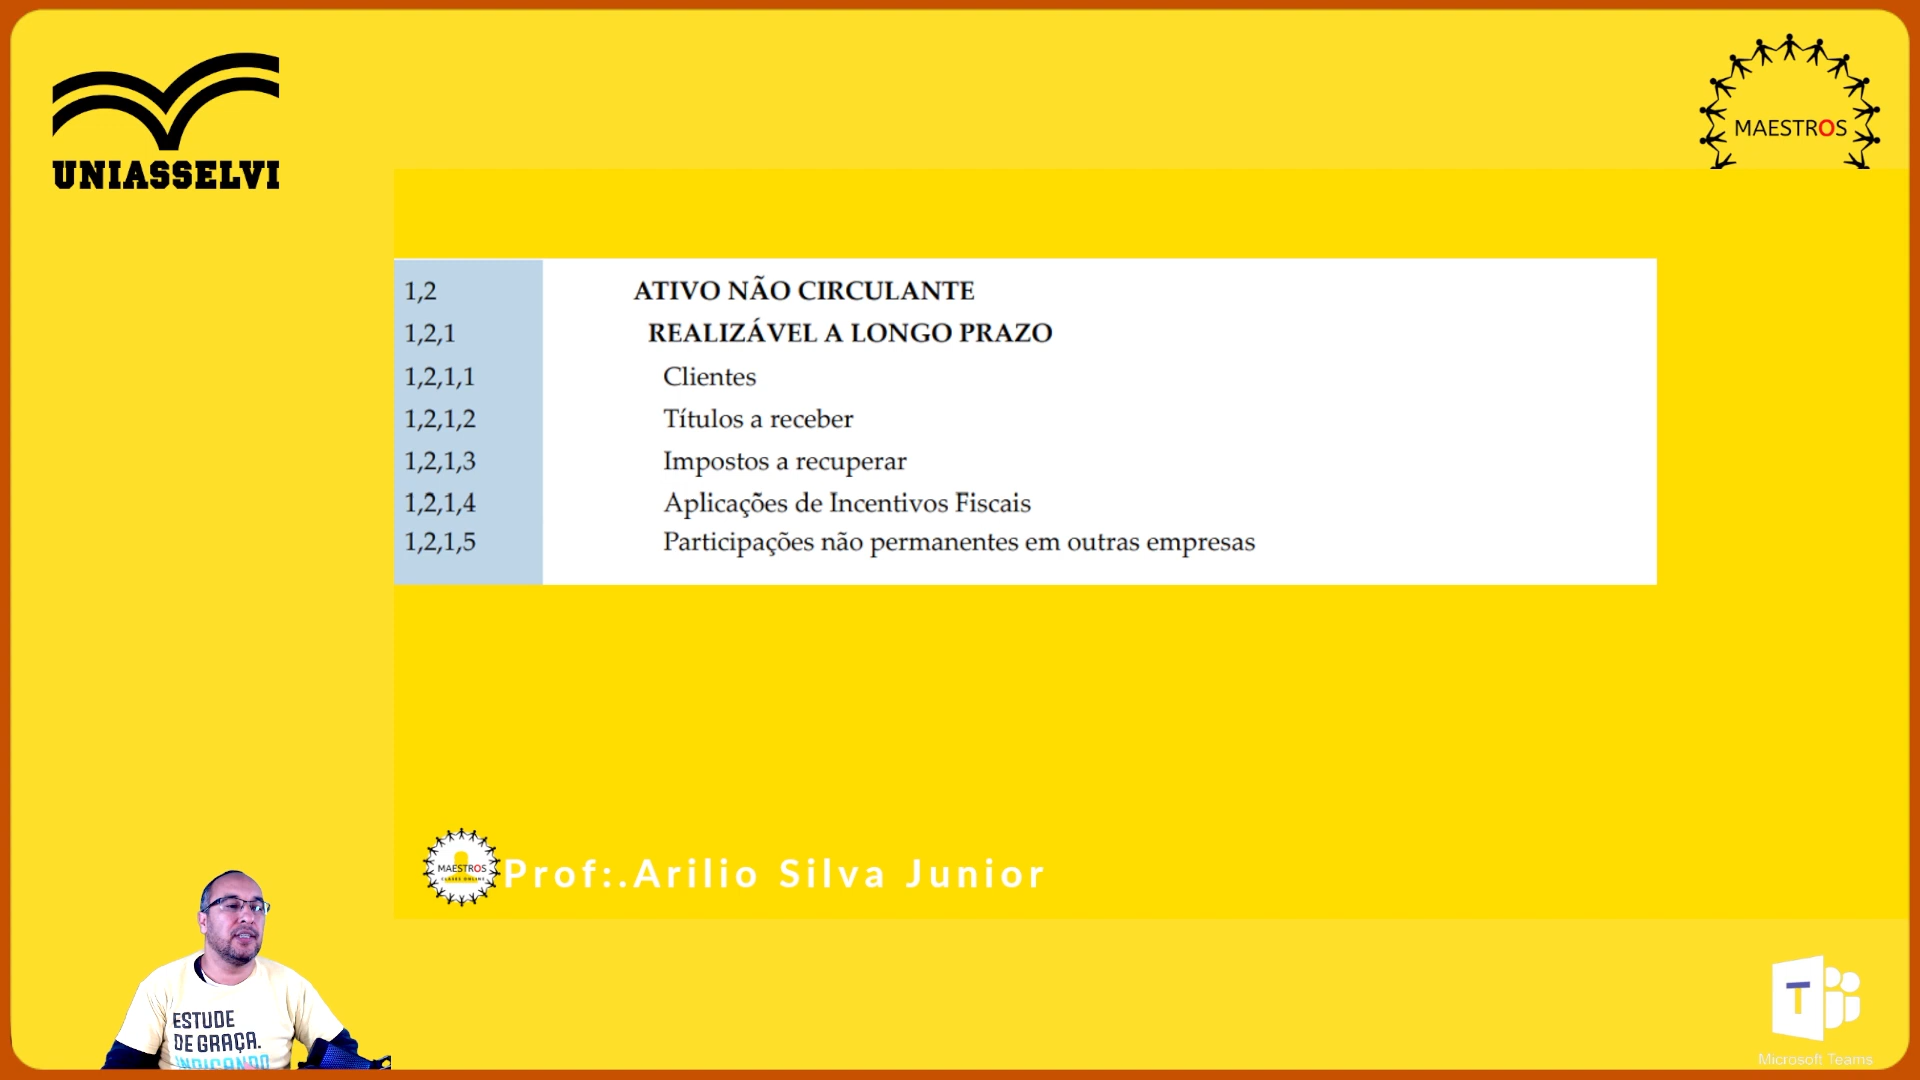 UNIASSELVI
MAESTROS
1,2 ATIVO NÃO CIRCULANTE
1,2,1 REALIZÁVEL A LONGO PRAZO
1,2,1,1 Clientes
1,2,1,2 Títulos a receber
1,2,1,3 Impostos a recuperar
1,2,1,4 Aplicações de Incentivos Fiscais
1,2,1,5 Participações não permanentes em outras empresas
MAESTROS
Prof:.Arilio Silva Junior
ESTUDE
DE GRAÇA.
INDICANDO
T
Microsoft Teams